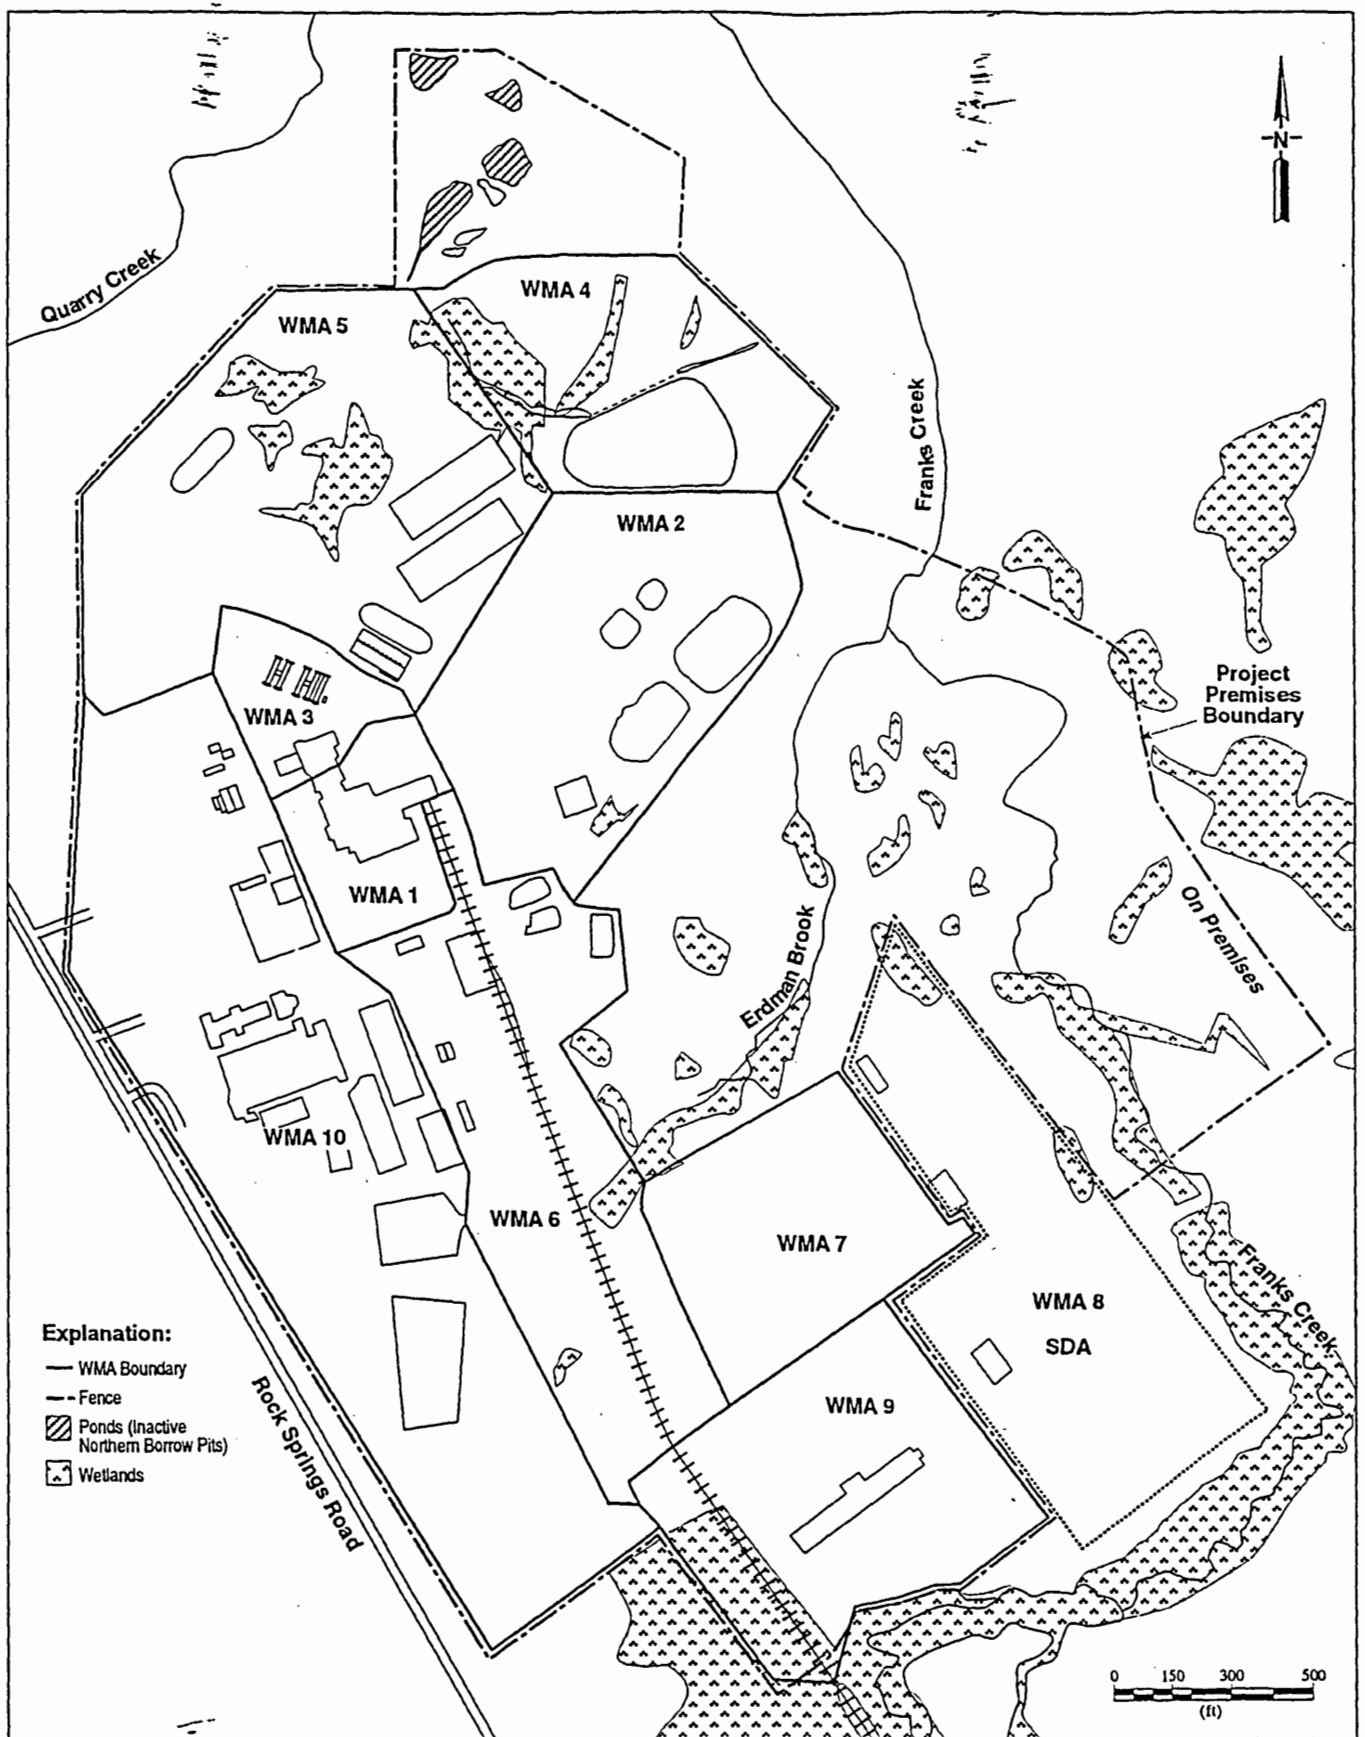 N
Quarry Creek
WMA 4
WMA 5
Franks Creek
WMA 2
Project
Premises
Boundary
WMA 3
WMA 1
On Premises
Erdman Brook
WMA 10
WMA 6
WMA 7
WMA 8
SDA
Franks Creek
Explanation:
WMA Boundary
Fence
Ponds (Inactive
Northern Borrow Pits)
Wetlands
Rock Springs Road
WMA 9
0 150 300 500
(ft)